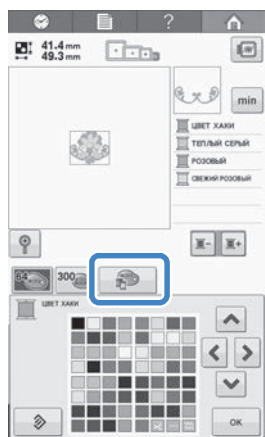 ?
41.4 mm
49.3 mm
min
ЦВЕТ ХАКИ
ТЕПЛЫЙ СЕРЫЙ
РОЗОВЫЙ
СВЕЖИЙ РОЗОВЫЙ
- +
64 300
ЦВЕТ ХАКИ
OK